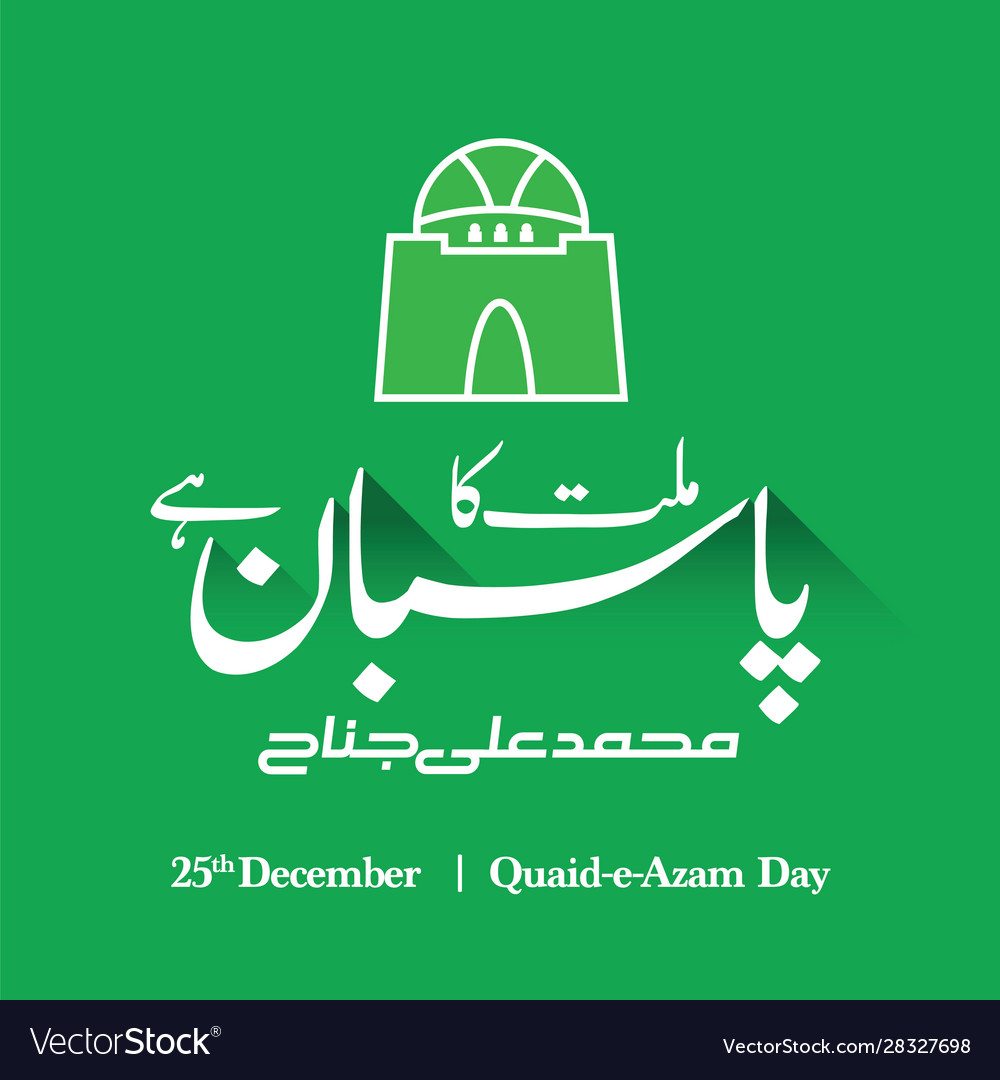 ملت کا
پاسبان ہے
محمد علی جناح
25th December | Quaid-e-Azam Day
VectorStock®
VectorStock.com/28327698